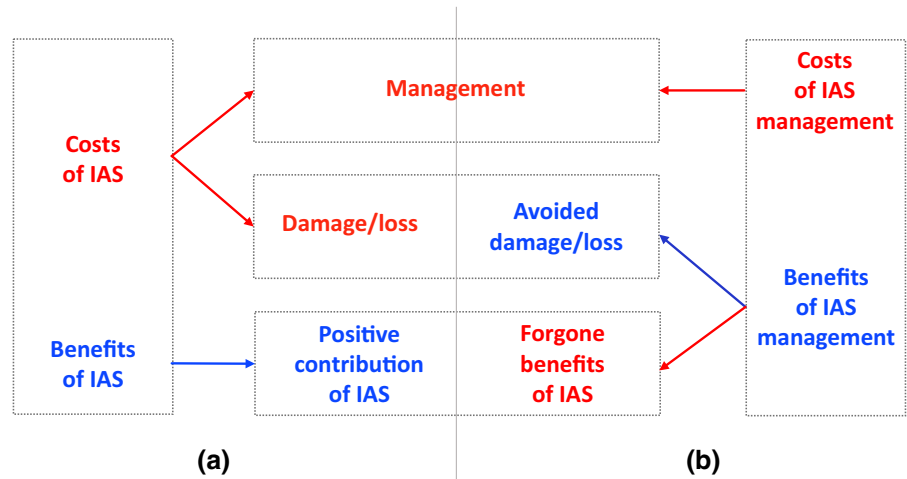 Costs
of IAS
Benefits
of IAS
Management
Damage/loss
Avoided
damage/loss
Positive
contribution
of IAS
Forgone
benefits
of IAS
Costs
of IAS
management
Benefits
of IAS
management
(a)
(b)